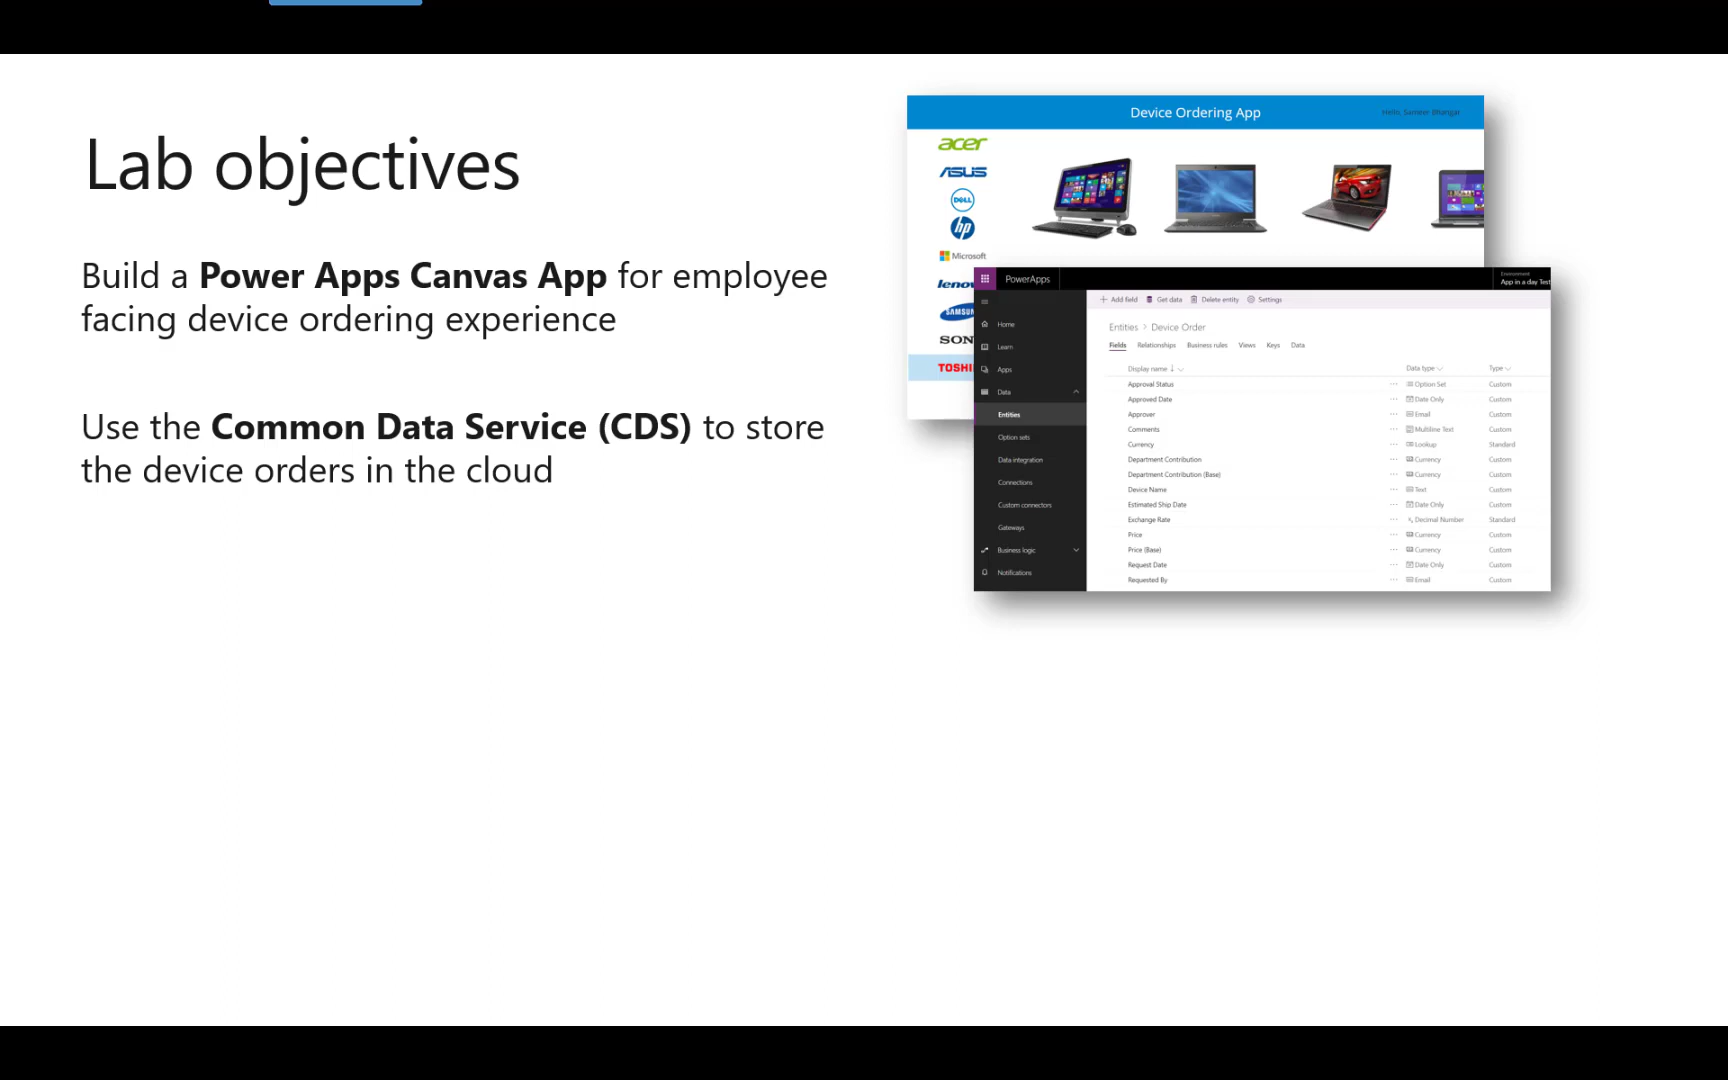 Lab objectives
Build a Power Apps Canvas App for employee
facing device ordering experience
Use the Common Data Service (CDS) to store
the device orders in the cloud
Device Ordering App
Hello, Sameer Bhangar
acer
ASUS
DELL
hp
Microsoft
lenov
SAMSUN
SON
TOSHI
PowerApps
Environment
App in a day Test
Home
Learn
Apps
Data
Entities
Option sets
Data integration
Connections
Custom connectors
Gateways
Business logic
Notifications
Add field Get data Delete entity Settings
Entities > Device Order
Fields Relationships Business rules Views Keys Data
Display name Data type Type
Approval Status ... Option Set Custom
Approved Date ... Date Only Custom
Approver ... Email Custom
Comments ... Multiline Text Custom
Currency ... Lookup Standard
Department Contribution ... Currency Custom
Department Contribution (Base) ... Currency Custom
Device Name ... Text Custom
Estimated Ship Date ... Date Only Custom
Exchange Rate ... Decimal Number Standard
Price ... Currency Custom
Price (Base) ... Currency Custom
Request Date ... Date Only Custom
Requested By ... Email Custom